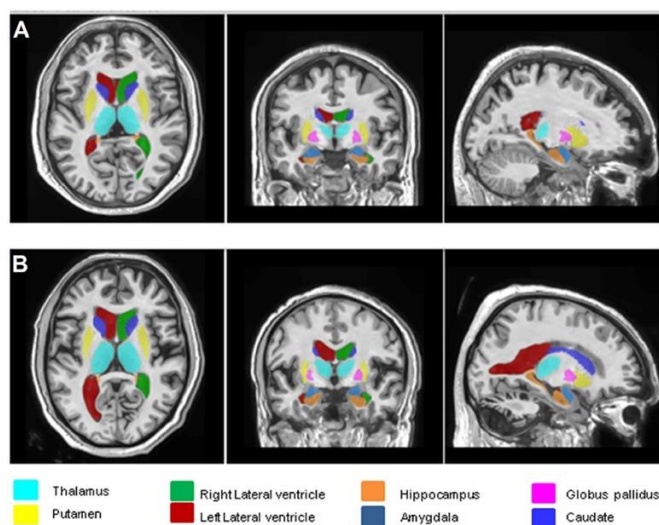 A
B
Thalamus
Right Lateral ventricle
Hippocampus
Globus pallidus
Putamen
Left Lateral ventricle
Amygdala
Caudate